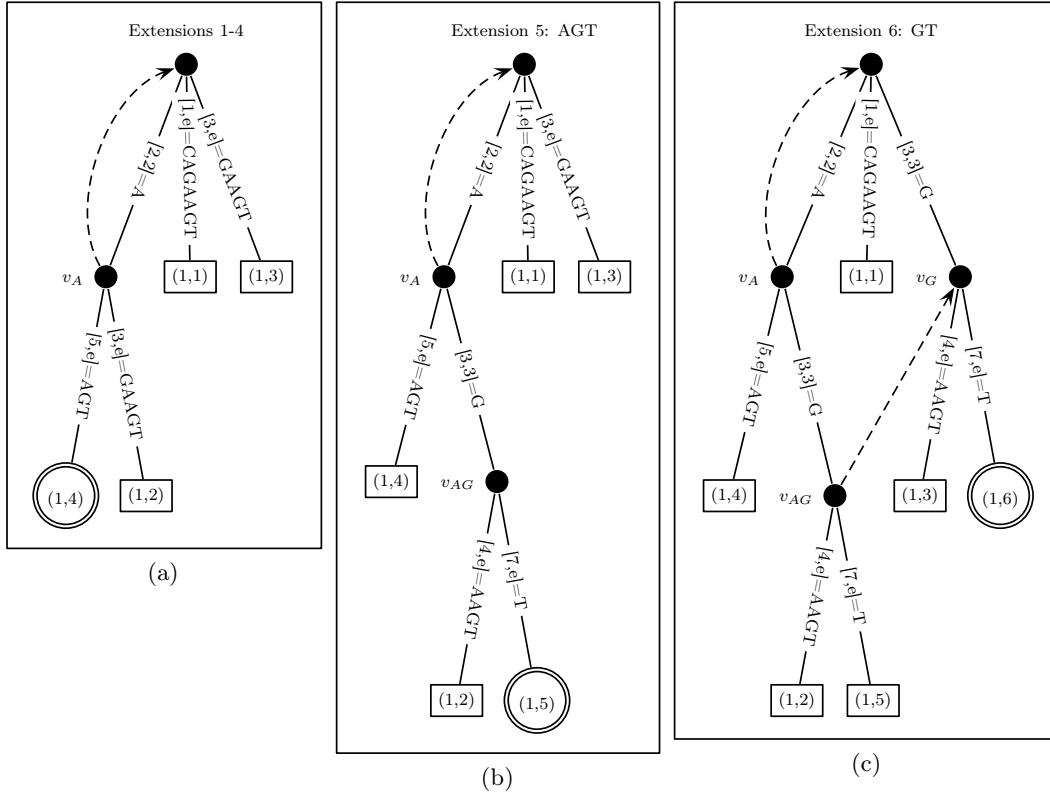 Extensions 1-4
[2,2]=A
[1,e]=CAGAAGT
[3,e]=GAAGT
v_A
(1,1)
(1,3)
[5,e]=AGT
[3,e]=GAAGT
(1,4)
(1,2)
(a)
Extension 5: AGT
[2,2]=A
[1,e]=CAGAAGT
[3,e]=GAAGT
v_A
(1,1)
(1,3)
[5,e]=AGT
[3,3]=G
(1,4)
v_AG
[4,e]=AAGT
[7,e]=T
(1,2)
(1,5)
(b)
Extension 6: GT
[2,2]=A
[1,e]=CAGAAGT
[3,3]=G
v_A
(1,1)
v_G
[5,e]=AGT
[3,3]=G
[4,e]=AAGT
[7,e]=T
(1,4)
v_AG
(1,3)
(1,6)
[4,e]=AAGT
[7,e]=T
(1,2)
(1,5)
(c)